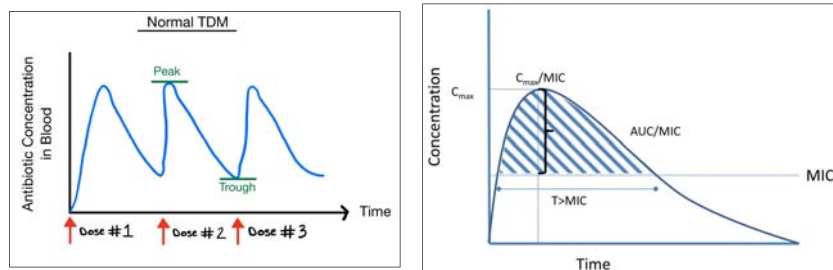 Normal TDM
Antibiotic Concentration
in Blood
Peak
Trough
Time
Dose #1
Dose #2
Dose #3
Concentration
Cmax
Cmax/MIC
AUC/MIC
MIC
T>MIC
Time